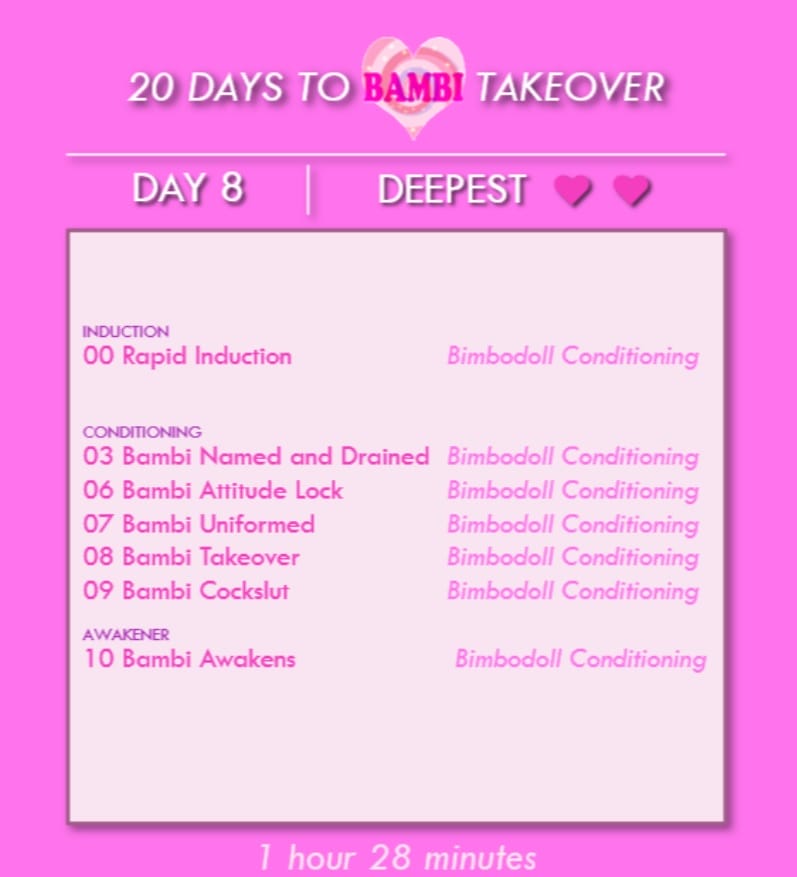 20 DAYS TO BAMBI TAKEOVER
DAY 8 | DEEPEST
INDUCTION
00 Rapid Induction Bimbodoll Conditioning
CONDITIONING
03 Bambi Named and Drained Bimbodoll Conditioning
06 Bambi Attitude Lock Bimbodoll Conditioning
07 Bambi Uniformed Bimbodoll Conditioning
08 Bambi Takeover Bimbodoll Conditioning
09 Bambi Cockslut Bimbodoll Conditioning
AWAKENER
10 Bambi Awakens Bimbodoll Conditioning
1 hour 28 minutes